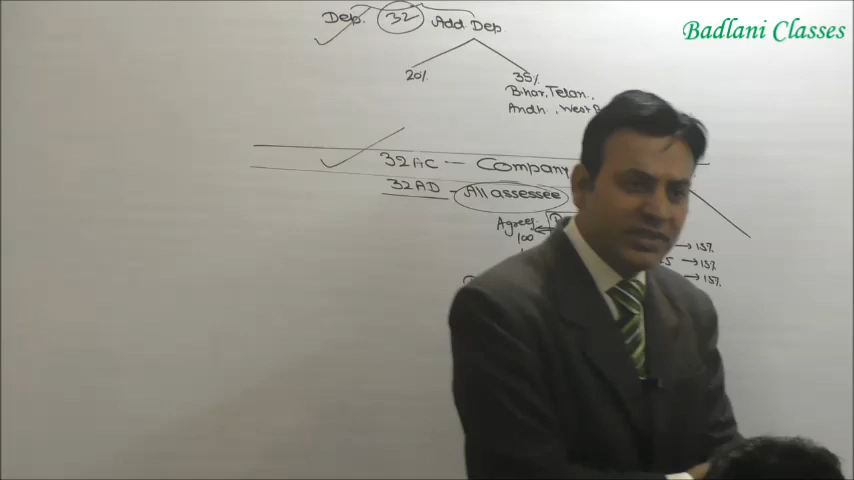 Badlani Classes
Dep. 32 Add Dep.
20% 35%
Bihar, Telan.,
Andh., West B
32AC - Company
32AD - All assessee
Agree.
100
→15%
5 →15%
→15%